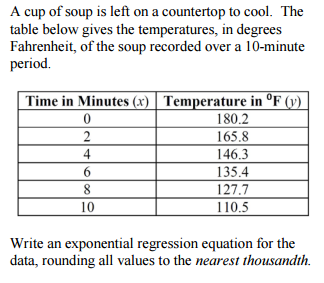 A cup of soup is left on a countertop to cool. The
table below gives the temperatures, in degrees
Fahrenheit, of the soup recorded over a 10-minute
period.
Time in Minutes (x) Temperature in ºF (y)
0 180.2
2 165.8
4 146.3
6 135.4
8 127.7
10 110.5
Write an exponential regression equation for the
data, rounding all values to the nearest thousandth.